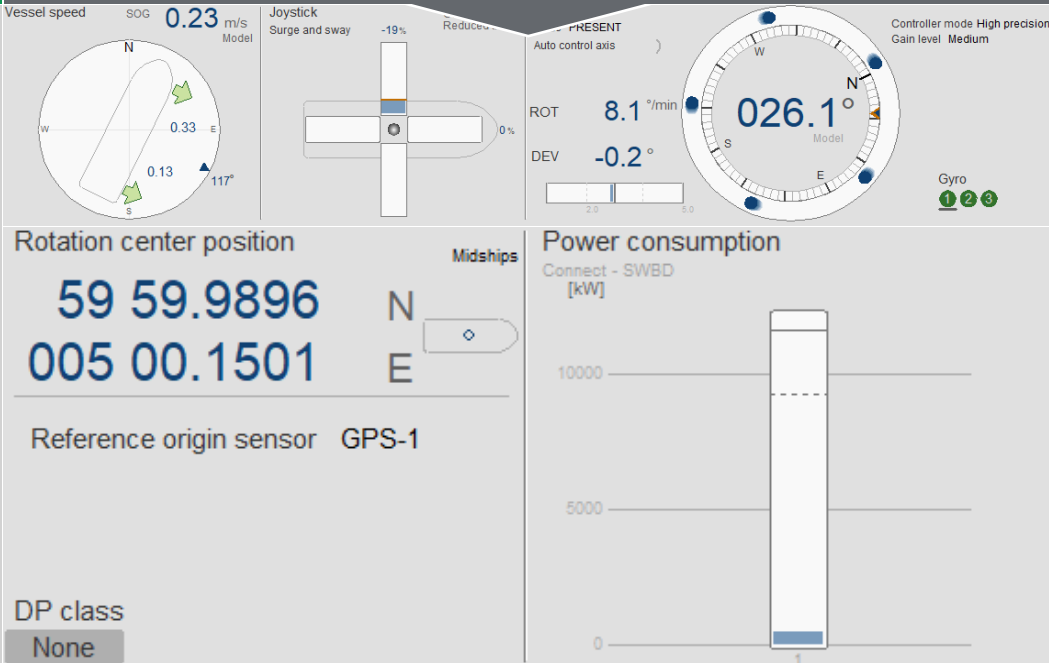 Vessel speed
SOG 0.23 m/s
Model
N
W
E
S
0.33
0.13
117°
Joystick
Surge and sway
-19%
0%
Reduced
PRESENT
Auto control axis
ROT 8.1 °/min
DEV -0.2 °
2.0 5.0
W
N
S
E
026.1°
Model
Controller mode High precision
Gain level Medium
Gyro
1 2 3
Rotation center position
Midships
59 59.9896 N
005 00.1501 E
Reference origin sensor GPS-1
DP class
None
Power consumption
Connect - SWBD
[kW]
10000
5000
0
1